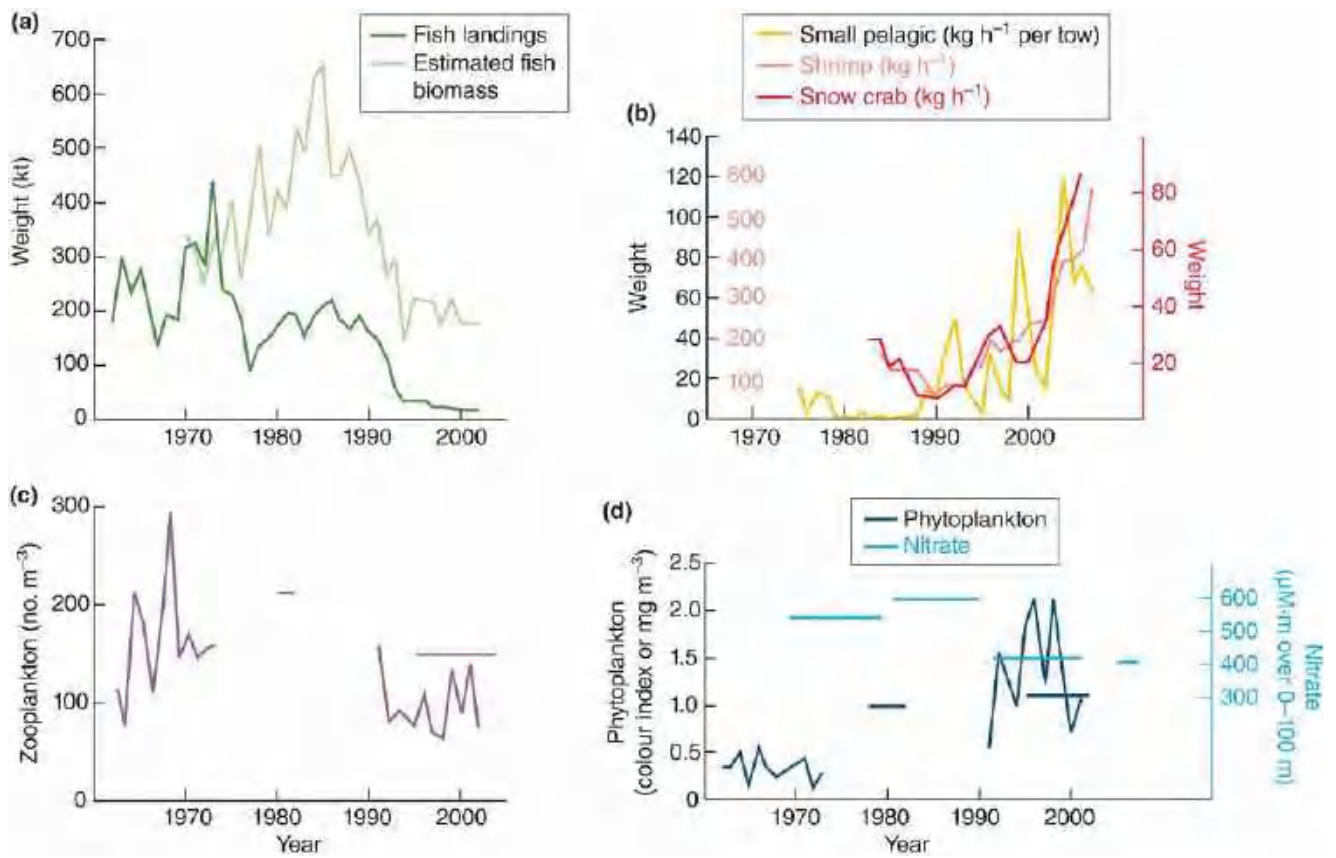 (a)
Fish landings
Estimated fish
biomass
Weight (kt)
700
600
500
400
300
200
100
0
1970
1980
1990
2000
Small pelagic (kg h⁻¹ per tow)
Shrimp (kg h⁻¹)
Snow crab (kg h⁻¹)
(b)
Weight
140
120
100
80
60
40
20
0
600
500
400
300
200
100
80
60
40
20
Weight
1970
1980
1990
2000
(c)
Zooplankton (no. m⁻³)
300
200
100
0
1970
1980
1990
2000
Year
(d)
Phytoplankton
Nitrate
Phytoplankton
(colour index or mg m⁻³)
2.5
2.0
1.5
1.0
0.5
0
600
500
400
300
Nitrate
(µM·m over 0–100 m)
1970
1980
1990
2000
Year